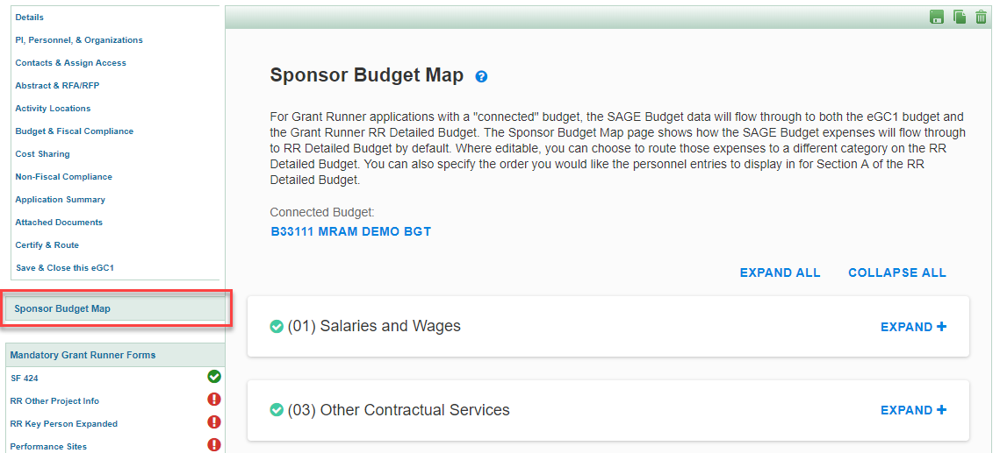 Details
PI, Personnel, & Organizations
Contacts & Assign Access
Abstract & RFA/RFP
Activity Locations
Budget & Fiscal Compliance
Cost Sharing
Non-Fiscal Compliance
Application Summary
Attached Documents
Certify & Route
Save & Close this eGC1
Sponsor Budget Map
Mandatory Grant Runner Forms
SF 424
RR Other Project Info
RR Key Person Expanded
Performance Sites
Sponsor Budget Map
For Grant Runner applications with a "connected" budget, the SAGE Budget data will flow through to both the eGC1 budget and
the Grant Runner RR Detailed Budget. The Sponsor Budget Map page shows how the SAGE Budget expenses will flow through
to RR Detailed Budget by default. Where editable, you can choose to route those expenses to a different category on the RR
Detailed Budget. You can also specify the order you would like the personnel entries to display in for Section A of the RR
Detailed Budget.
Connected Budget:
B33111 MRAM DEMO BGT
EXPAND ALL COLLAPSE ALL
(01) Salaries and Wages EXPAND +
(03) Other Contractual Services EXPAND +